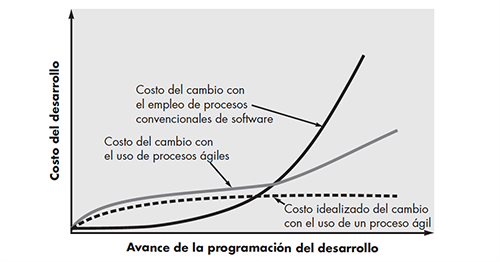 Costo del desarrollo
Costo del cambio con
el empleo de procesos
convencionales de software
Costo del cambio con
el uso de procesos ágiles
Costo idealizado del cambio
con el uso de un proceso ágil
Avance de la programación del desarrollo